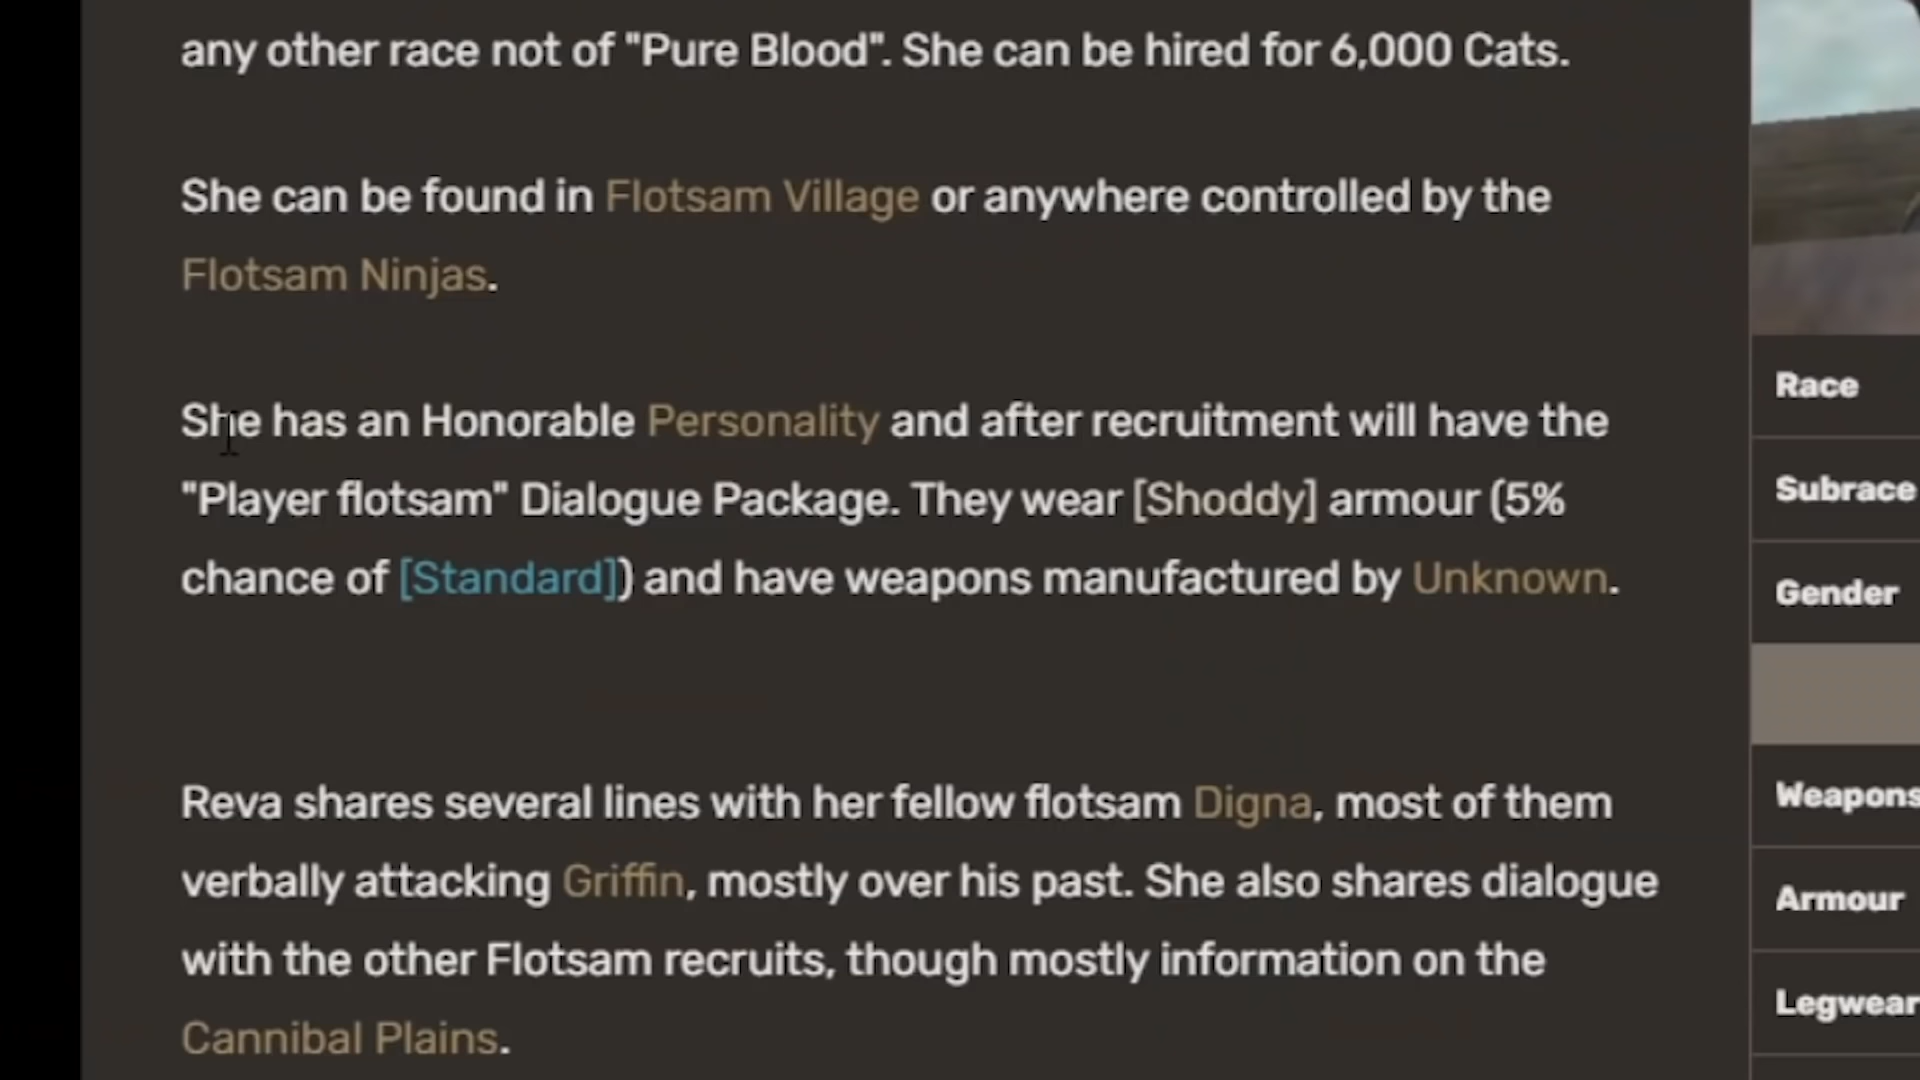 any other race not of "Pure Blood". She can be hired for 6,000 Cats.
She can be found in Flotsam Village or anywhere controlled by the
Flotsam Ninjas.
She has an Honorable Personality and after recruitment will have the
"Player flotsam" Dialogue Package. They wear [Shoddy] armour (5%
chance of [Standard]) and have weapons manufactured by Unknown.
Reva shares several lines with her fellow flotsam Digna, most of them
verbally attacking Griffin, mostly over his past. She also shares dialogue
with the other Flotsam recruits, though mostly information on the
Cannibal Plains.
Race
Subrace
Gender
Weapons
Armour
Legwear